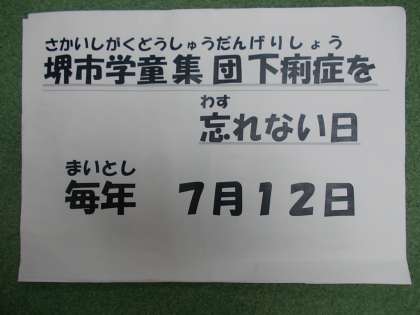 さかいしがくどうしゅうだんげりしょう
堺市学童集団下痢症を
わす
忘れない日
まいとし
毎年　７月１２日